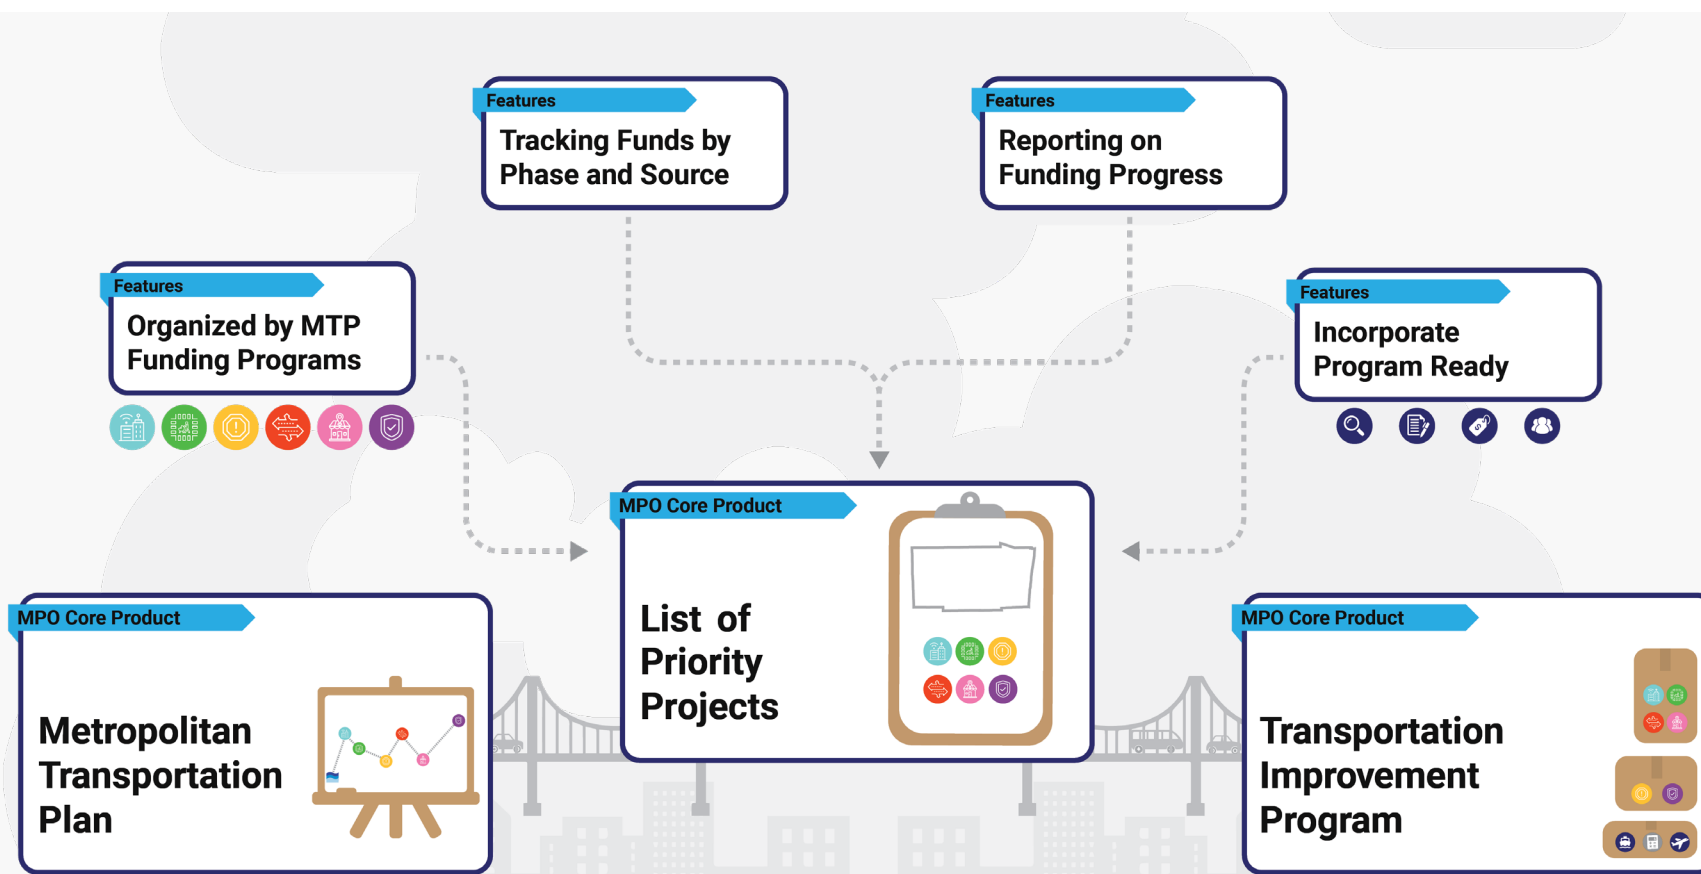 Features
Tracking Funds by
Phase and Source
Features
Reporting on
Funding Progress
Features
Organized by MTP
Funding Programs
Features
Incorporate
Program Ready
MPO Core Product
List of
Priority
Projects
MPO Core Product
Metropolitan
Transportation
Plan
MPO Core Product
Transportation
Improvement
Program